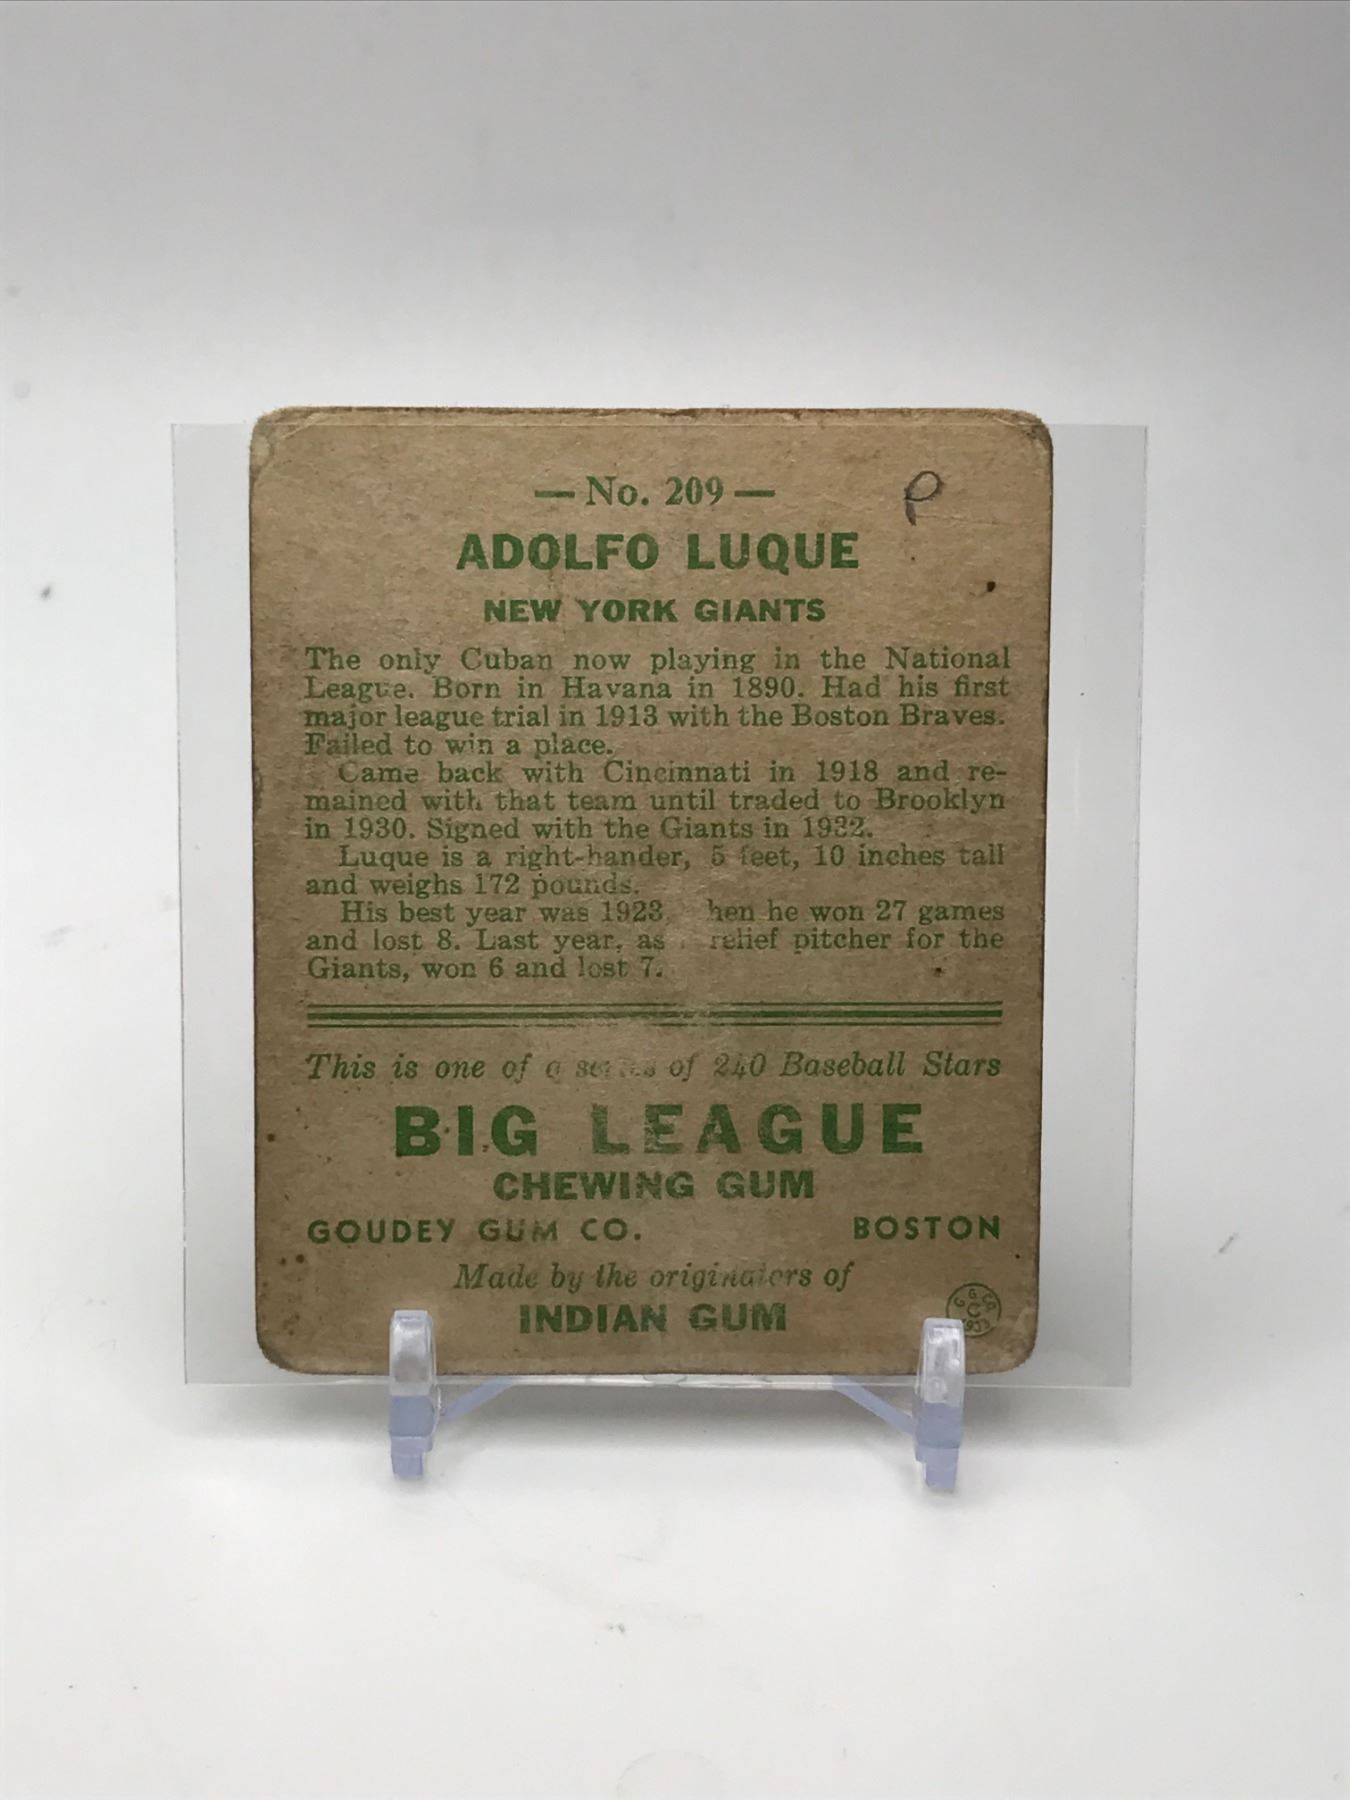 — No. 209 —
P
ADOLFO LUQUE
NEW YORK GIANTS
The only Cuban now playing in the National
League. Born in Havana in 1890. Had his first
major league trial in 1913 with the Boston Braves.
Failed to win a place.
Came back with Cincinnati in 1918 and re-
mained with that team until traded to Brooklyn
in 1930. Signed with the Giants in 1932.
Luque is a right-hander, 5 feet, 10 inches tall
and weighs 172 pounds.
His best year was 1923, hen he won 27 games
and lost 8. Last year, as relief pitcher for the
Giants, won 6 and lost 7.
This is one of a series of 240 Baseball Stars
BIG LEAGUE
CHEWING GUM
GOUDEY GUM CO. BOSTON
Made by the originators of
INDIAN GUM
G. G. CO.
C
1933